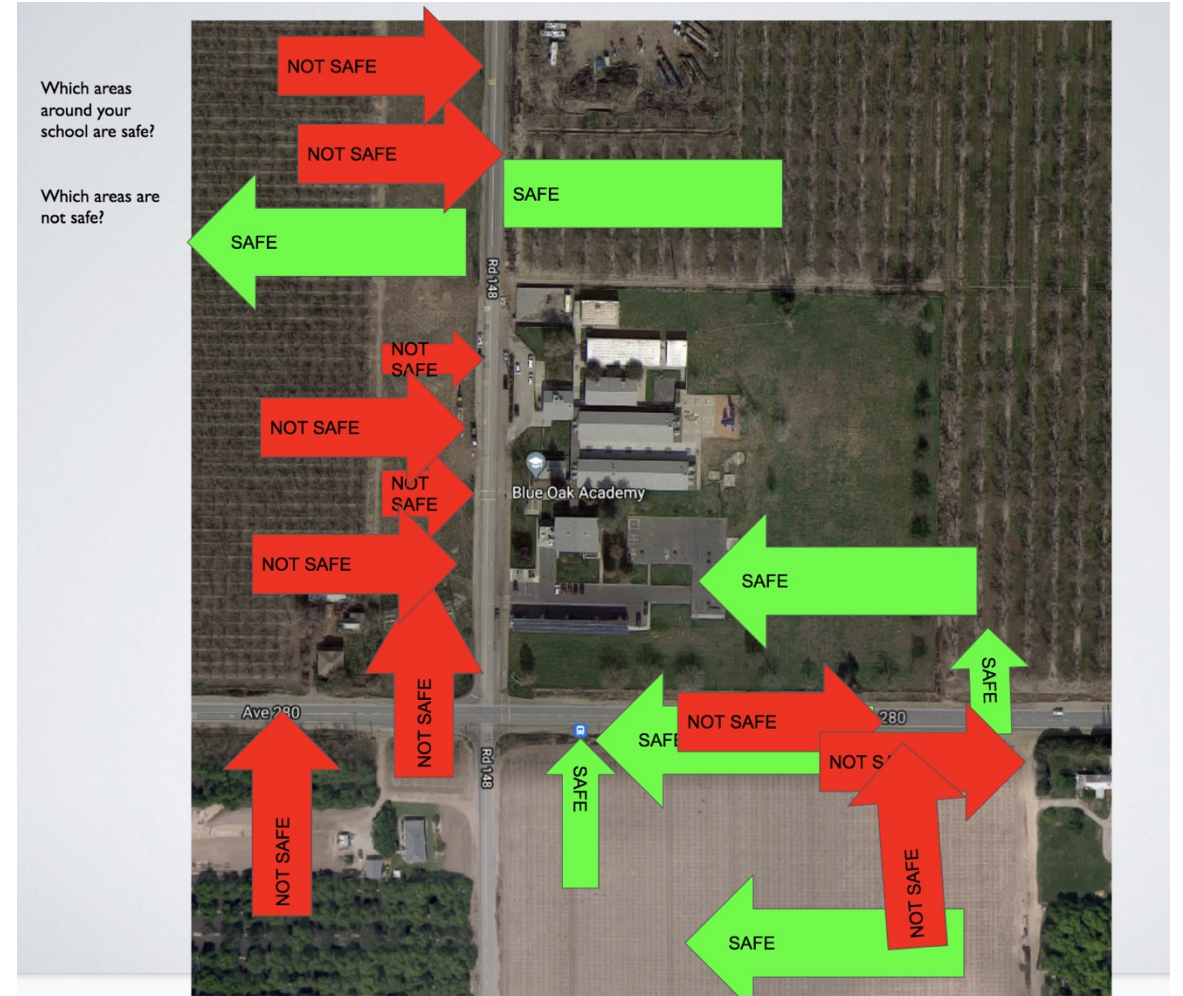 Which areas
around your
school are safe?
Which areas are
not safe?
NOT SAFE
NOT SAFE
SAFE
SAFE
Rd 148
NOT
SAFE
NOT SAFE
NOT
SAFE
Blue Oak Academy
NOT SAFE
SAFE
SAFE
NOT SAFE
Ave 280
NOT SAFE
280
SAFE
NOT SA
Rd 148
SAFE
NOT SAFE
NOT SAFE
SAFE